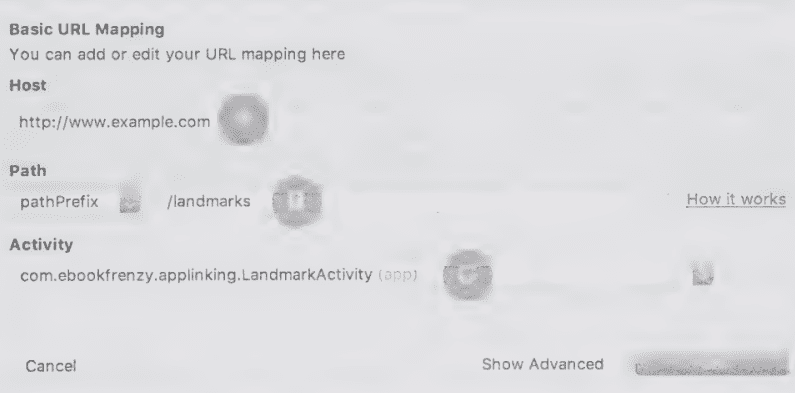 Basic URL Mapping
You can add or edit your URL mapping here
Host
http://www.example.com
Path
pathPrefix /landmarks How it works
Activity
com.ebookfrenzy.applinking.LandmarkActivity (app)
Cancel Show Advanced